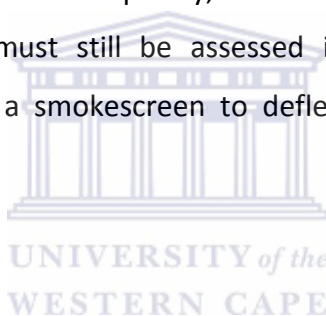 must still be assessed i
a smokescreen to defle
UNIVERSITY of the
WESTERN CAPE